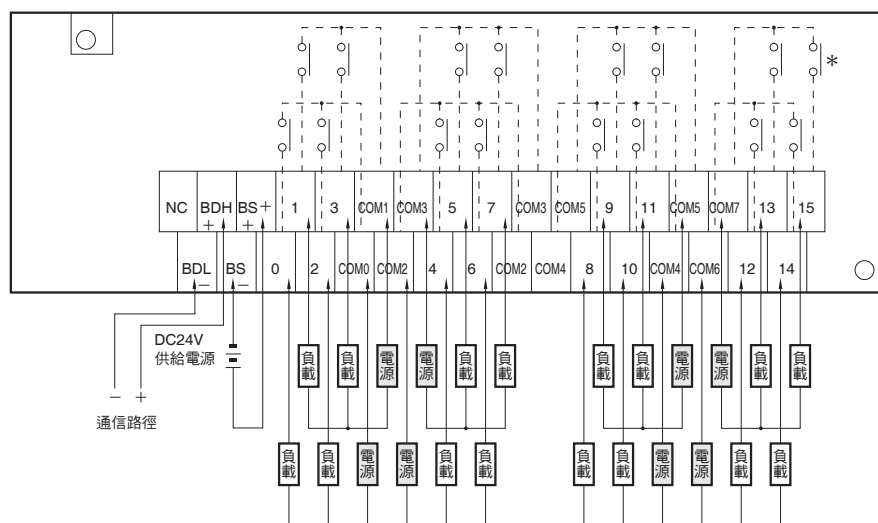 *
NC BDH + BS + + 1 3 COM1 COM3 5 7 COM3 COM5 9 11 COM5 COM7 13 15
BDL − BS − 0 2 COM0 COM2 4 6 COM2 COM4 8 10 COM4 COM6 12 14
DC24V
供給電源
− +
通信路徑
負載 負載 電源 電源 負載 負載 負載 負載 電源 電源 負載 負載
負載 負載 電源 電源 負載 負載 負載 負載 電源 電源 負載 負載